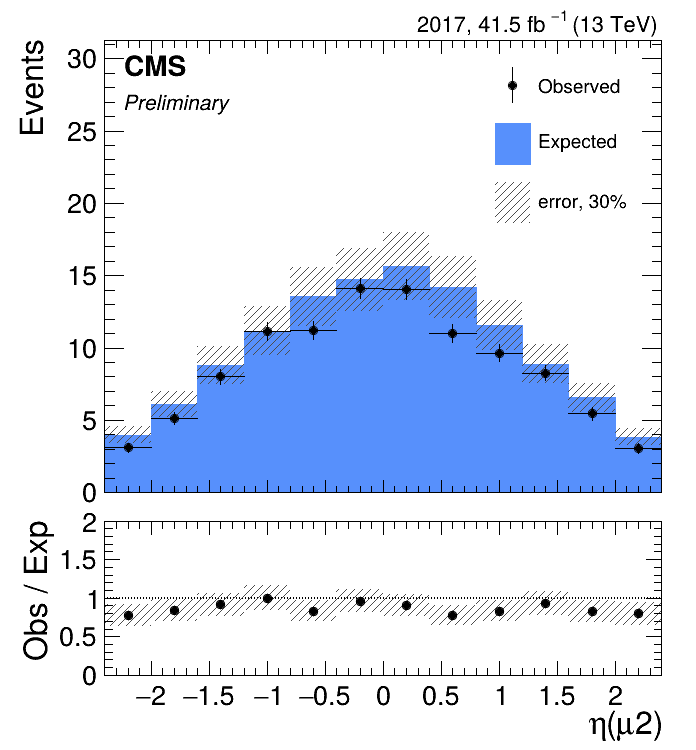 2017, 41.5 fb⁻¹ (13 TeV)
Events
CMS
Preliminary
Observed
Expected
error, 30%
30
25
20
15
10
5
0
Obs / Exp
2
1.5
1
0.5
0
−2 −1.5 −1 −0.5 0 0.5 1 1.5 2
η(μ2)